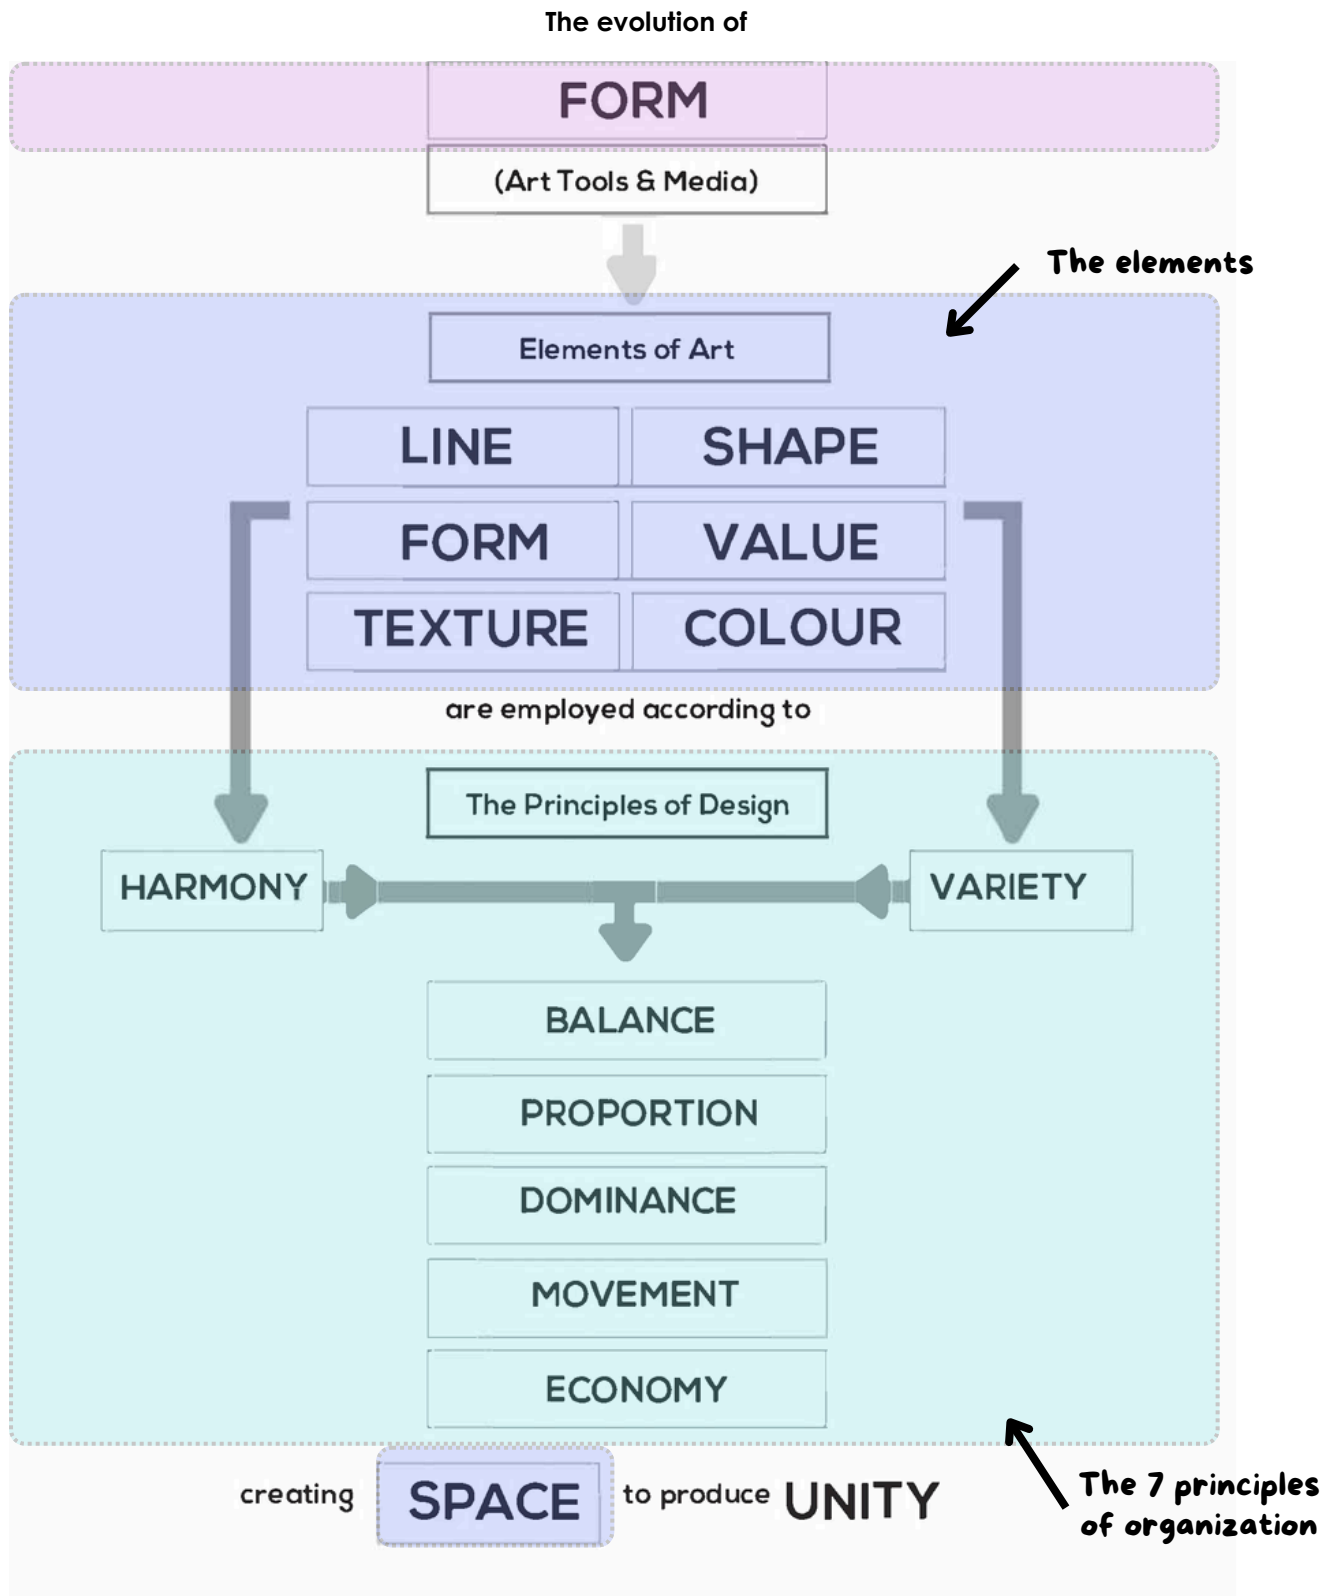 The evolution of
FORM
(Art Tools & Media)
The elements
Elements of Art
LINE
SHAPE
FORM
VALUE
TEXTURE
COLOUR
are employed according to
The Principles of Design
HARMONY
VARIETY
BALANCE
PROPORTION
DOMINANCE
MOVEMENT
ECONOMY
creating SPACE to produce UNITY
The 7 principles
of organization